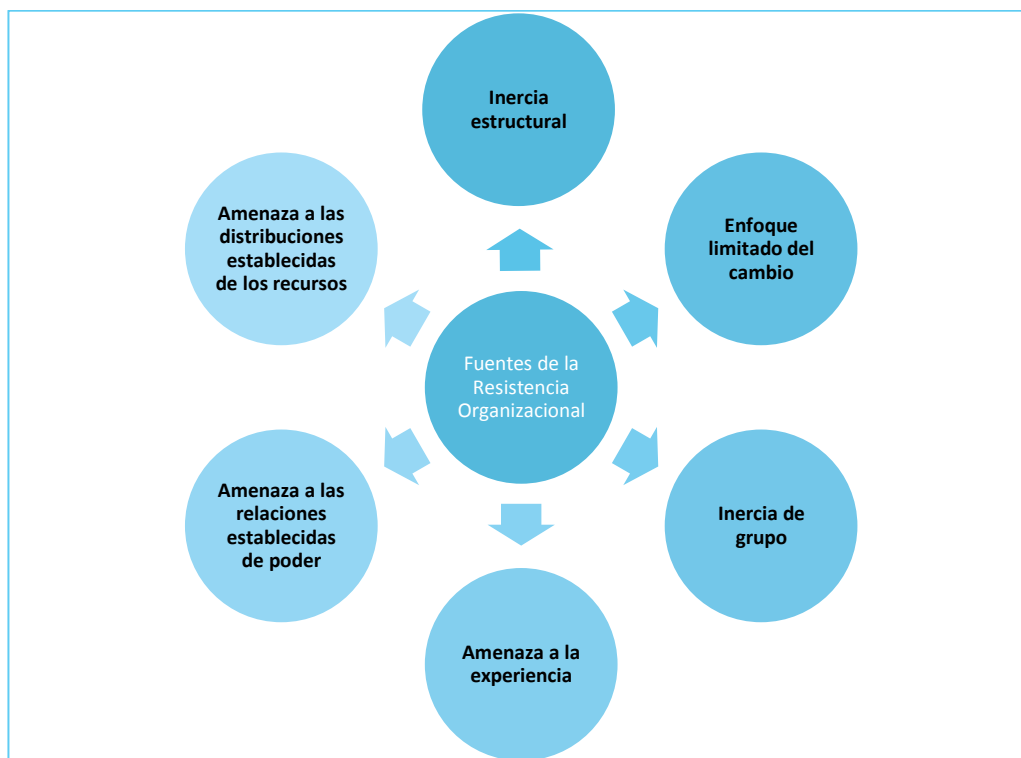 Inercia
estructural
Enfoque
limitado del
cambio
Inercia de
grupo
Amenaza a la
experiencia
Amenaza a las
relaciones
establecidas
de poder
Amenaza a las
distribuciones
establecidas
de los recursos
Fuentes de la
Resistencia
Organizacional